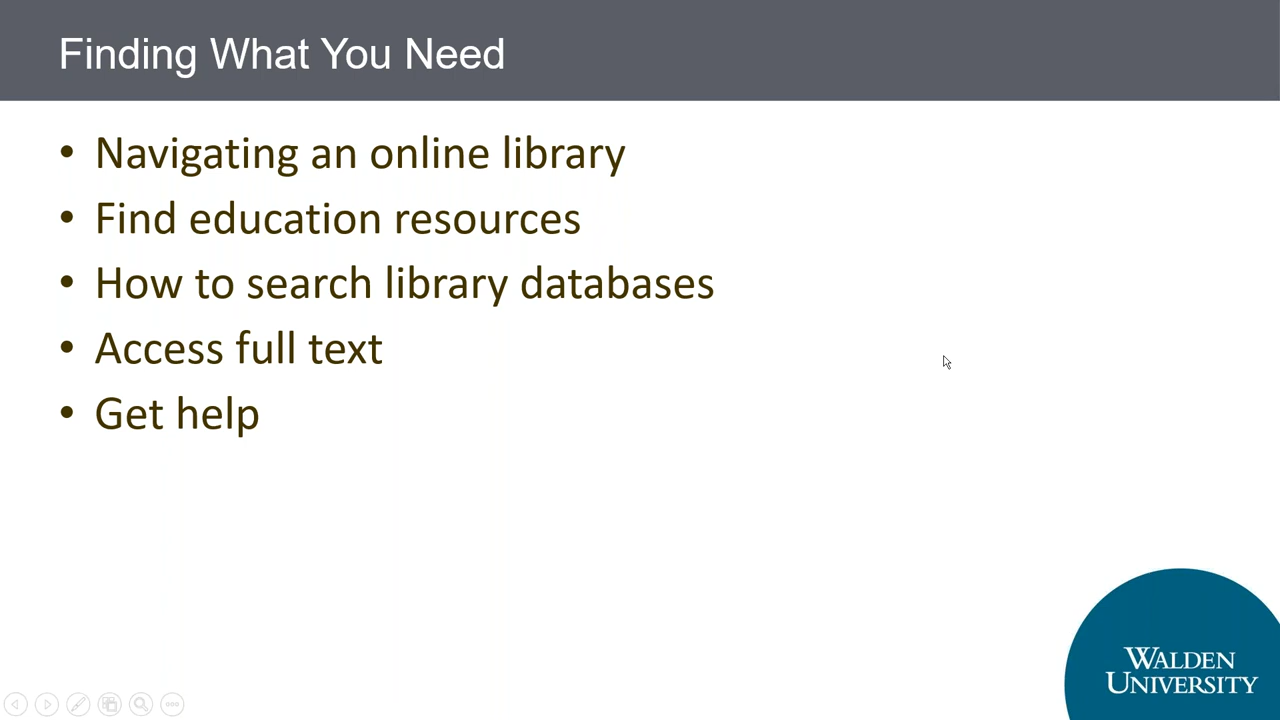 Finding What You Need
• Navigating an online library
• Find education resources
• How to search library databases
• Access full text
• Get help
WALDEN
UNIVERSITY